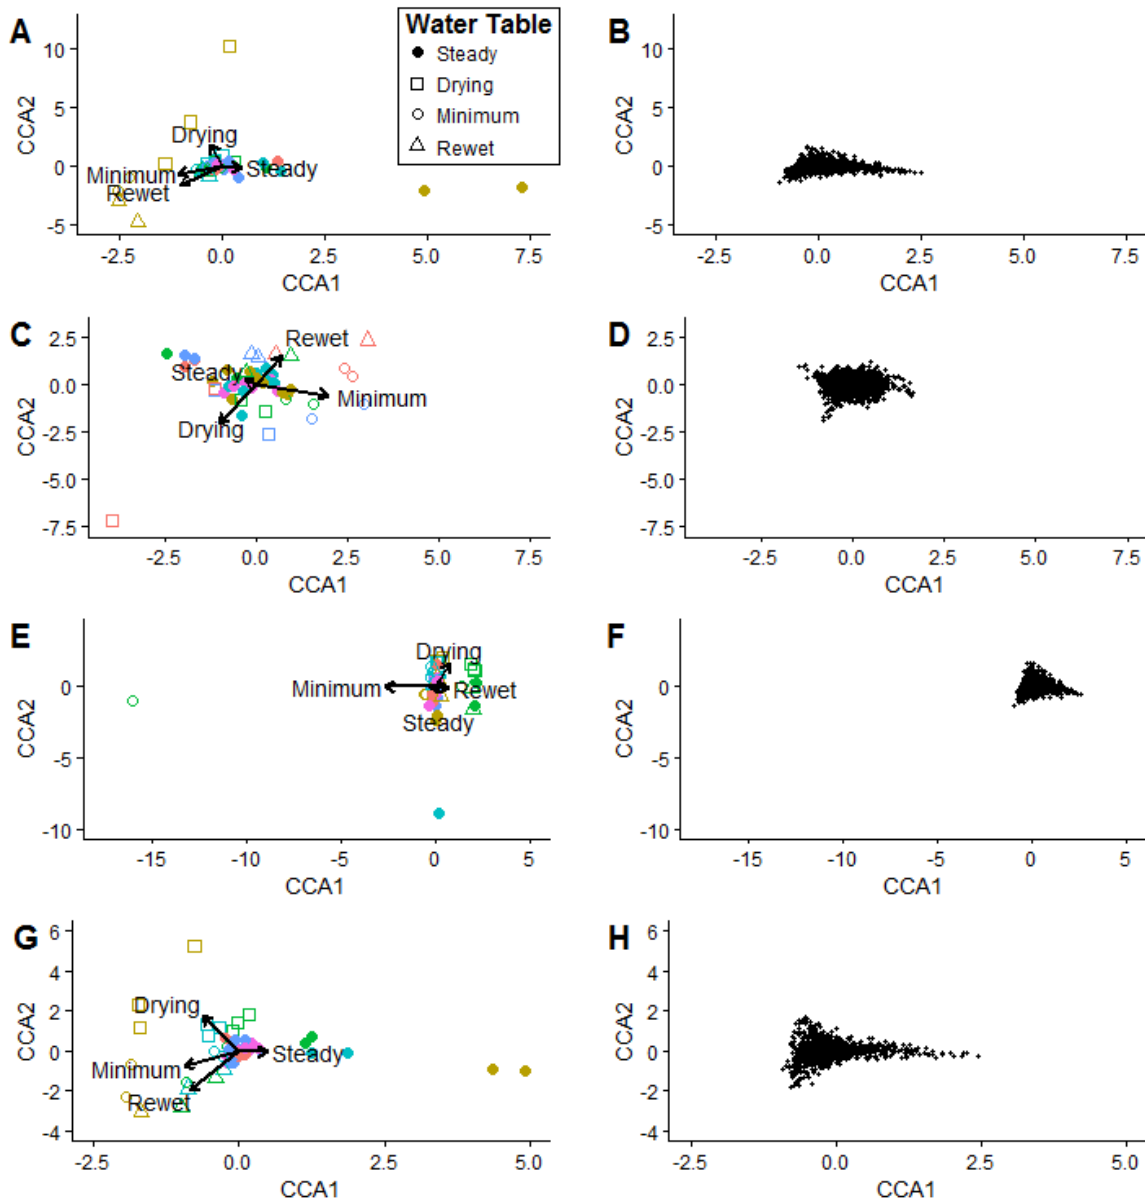 A
CCA2
10
5
0
-5
-2.5
0.0
2.5
5.0
7.5
CCA1
Drying
Minimum
Rewet
Steady
Water Table
Steady
Drying
Minimum
Rewet
B
CCA2
10
5
0
-5
-2.5
0.0
2.5
5.0
7.5
CCA1
C
CCA2
2.5
0.0
-2.5
-5.0
-7.5
-2.5
0.0
2.5
5.0
7.5
CCA1
Rewet
Steady
Minimum
Drying
D
CCA2
2.5
0.0
-2.5
-5.0
-7.5
-2.5
0.0
2.5
5.0
7.5
CCA1
E
CCA2
0
-5
-10
-15
-10
-5
0
5
CCA1
Drying
Minimum
Rewet
Steady
F
CCA2
0
-5
-10
-15
-10
-5
0
5
CCA1
G
CCA2
6
4
2
0
-2
-4
-2.5
0.0
2.5
5.0
CCA1
Drying
Steady
Minimum
Rewet
H
CCA2
6
4
2
0
-2
-4
-2.5
0.0
2.5
5.0
CCA1